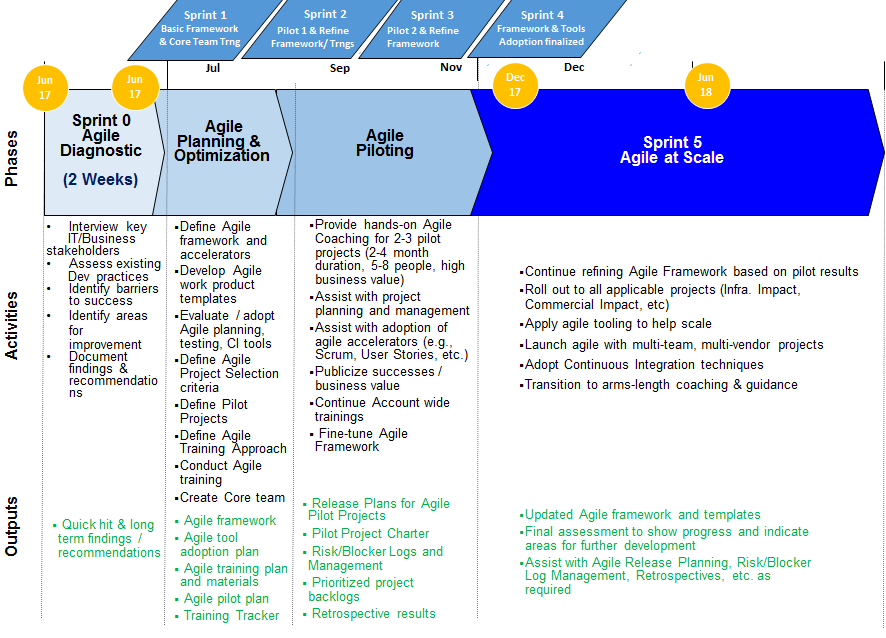 Sprint 1
Basic Framework
& Core Team Trng
Sprint 2
Pilot 1 & Refine
Framework/ Trngs
Sprint 3
Pilot 2 & Refine
Framework
Sprint 4
Framework & Tools
Adoption finalized
Jul
Sep
Nov
Dec
Jun
17
Jun
17
Dec
17
Jun
18
Phases
Sprint 0
Agile
Diagnostic
(2 Weeks)
Agile
Planning &
Optimization
Agile
Piloting
Sprint 5
Agile at Scale
Activities
• Interview key
IT/Business
stakeholders
• Assess existing
Dev practices
• Identify barriers
to success
• Identify areas
for
improvement
• Document
findings &
recommendatio
ns
▪Define Agile
framework and
accelerators
▪Develop Agile
work product
templates
▪Evaluate / adopt
Agile planning,
testing, CI tools
▪Define Agile
Project Selection
criteria
▪Define Pilot
Projects
▪Define Agile
Training Approach
▪Conduct Agile
training
▪Create Core team
▪Provide hands-on Agile
Coaching for 2-3 pilot
projects (2-4 month
duration, 5-8 people, high
business value)
▪Assist with project
planning and management
▪Assist with adoption of
agile accelerators (e.g.,
Scrum, User Stories, etc.)
▪Publicize successes /
business value
▪Continue Account wide
trainings
▪ Fine-tune Agile
Framework
▪Continue refining Agile Framework based on pilot results
▪Roll out to all applicable projects (Infra. Impact,
Commercial Impact, etc)
▪Apply agile tooling to help scale
▪Launch agile with multi-team, multi-vendor projects
▪Adopt Continuous Integration techniques
▪Transition to arms-length coaching & guidance
Outputs
▪ Quick hit & long
term findings /
recommendations
▪ Agile framework
▪ Agile tool
adoption plan
▪ Agile training plan
and materials
▪ Agile pilot plan
▪ Training Tracker
▪ Release Plans for Agile
Pilot Projects
▪ Pilot Project Charter
▪ Risk/Blocker Logs and
Management
▪ Prioritized project
backlogs
▪ Retrospective results
▪Updated Agile framework and templates
▪Final assessment to show progress and indicate
areas for further development
▪Assist with Agile Release Planning, Risk/Blocker
Log Management, Retrospectives, etc. as
required